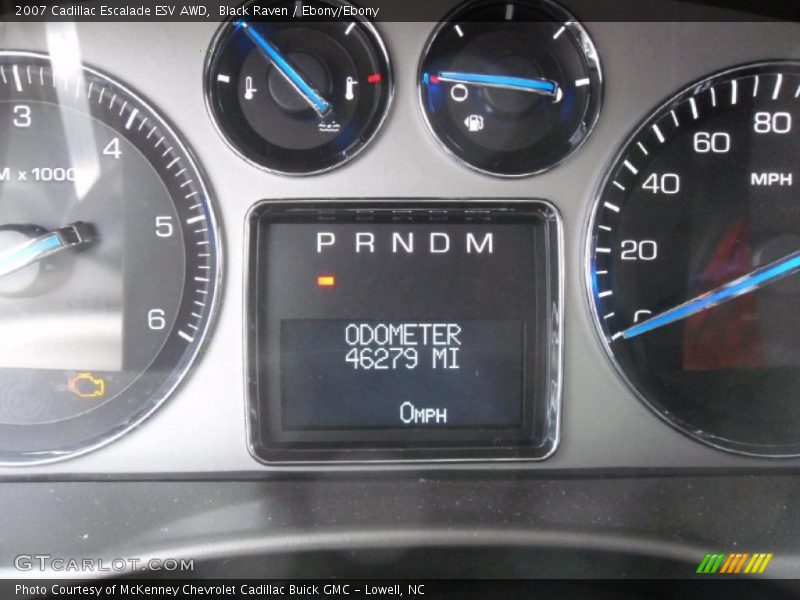 2007 Cadillac Escalade ESV AWD, Black Raven / Ebony/Ebony
3
4
5
6
M x 1000
P R N D M
ODOMETER
46279 MI
0MPH
80
60
40
20
0
MPH
GTCARLOT.COM
Photo Courtesy of McKenney Chevrolet Cadillac Buick GMC - Lowell, NC